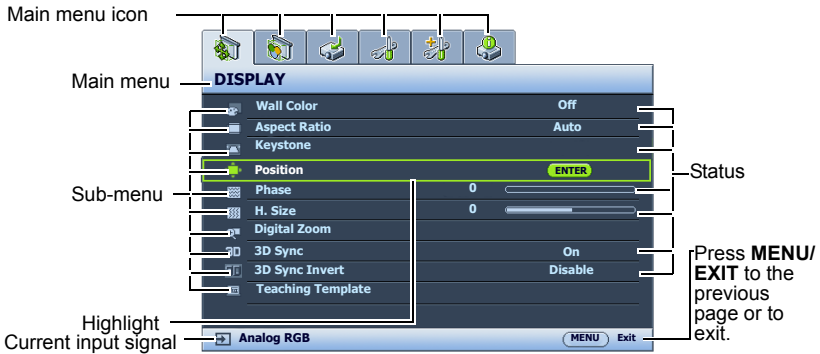 Main menu icon
Main menu
DISPLAY
Wall Color Off
Aspect Ratio Auto
Keystone
Position ENTER
Phase 0
H. Size 0
Digital Zoom
3D 3D Sync On
3D Sync Invert Disable
Teaching Template
Sub-menu
Status
Highlight
Current input signal
Analog RGB MENU Exit
Press MENU/
EXIT to the
previous
page or to
exit.